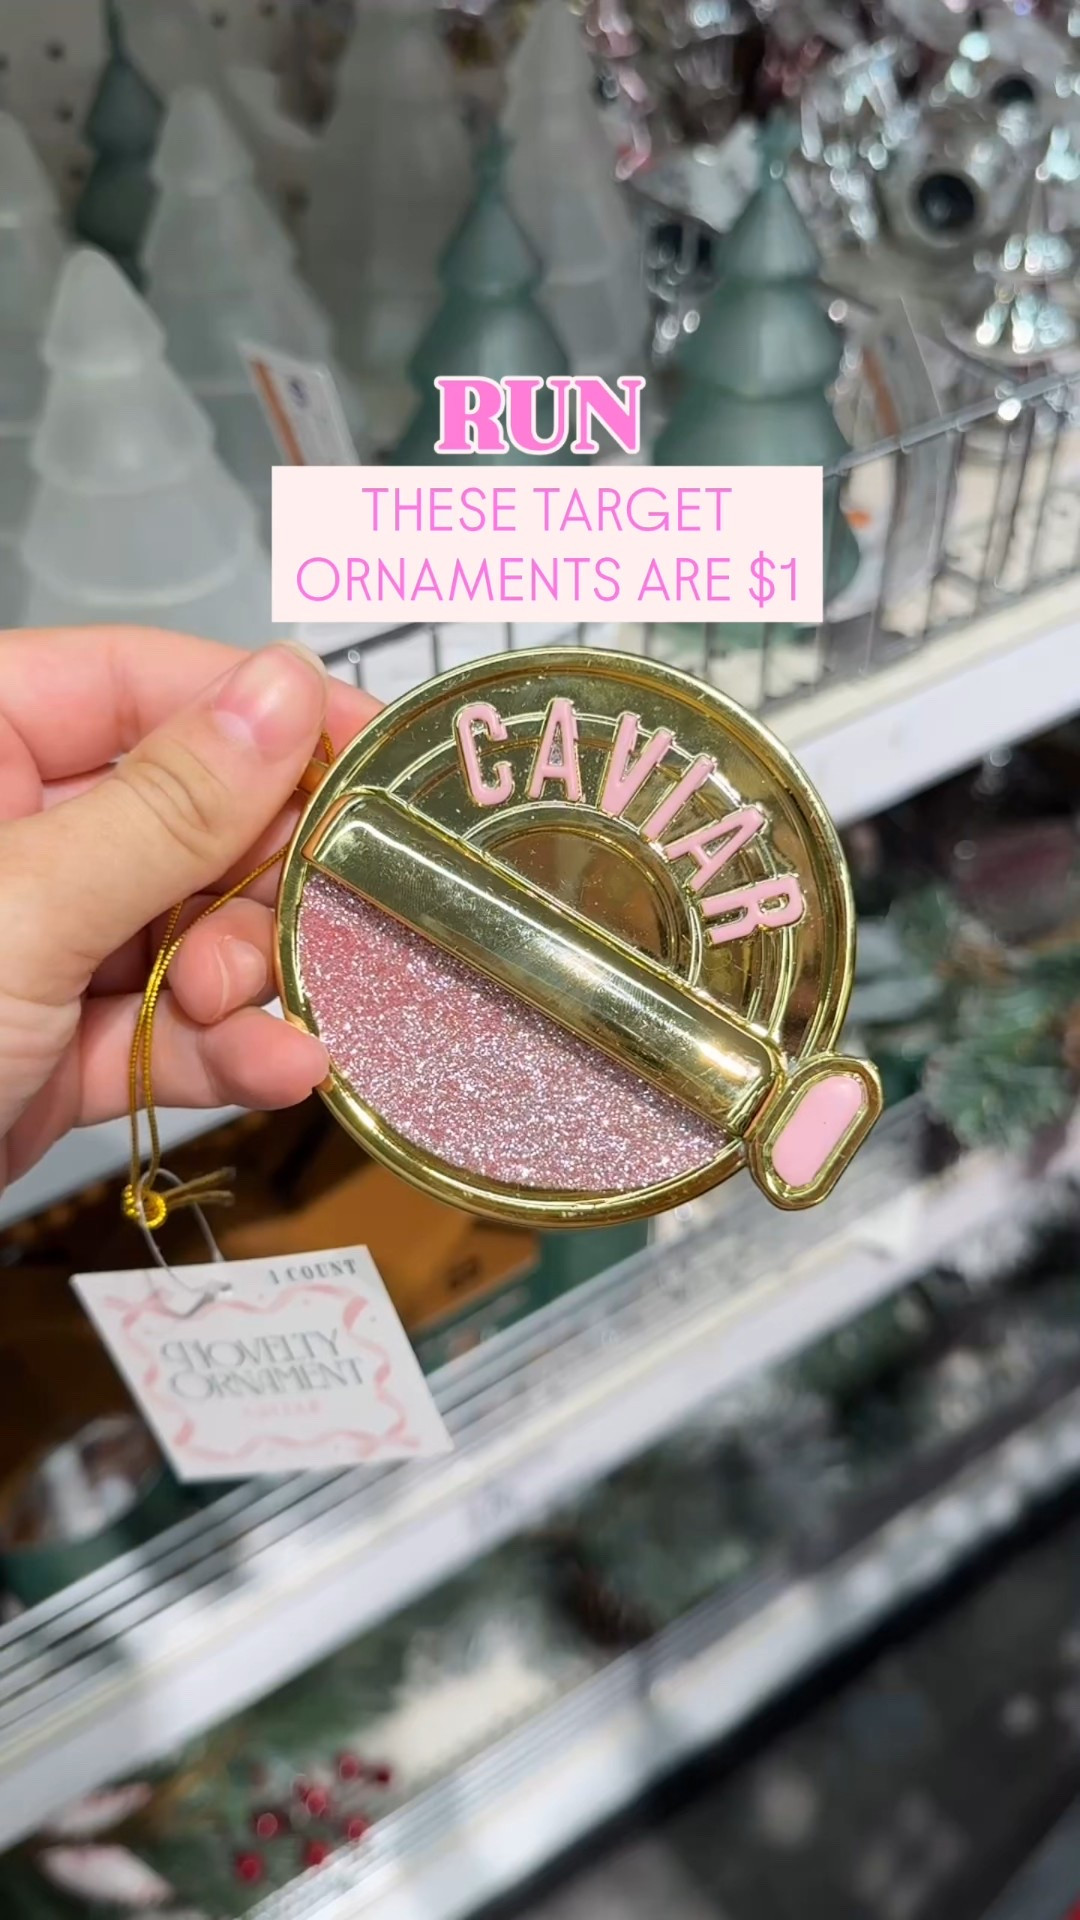 RUN
THESE TARGET
ORNAMENTS ARE $1
CAVIAR
1 COUNT
NOVELTY
ORNAMENT